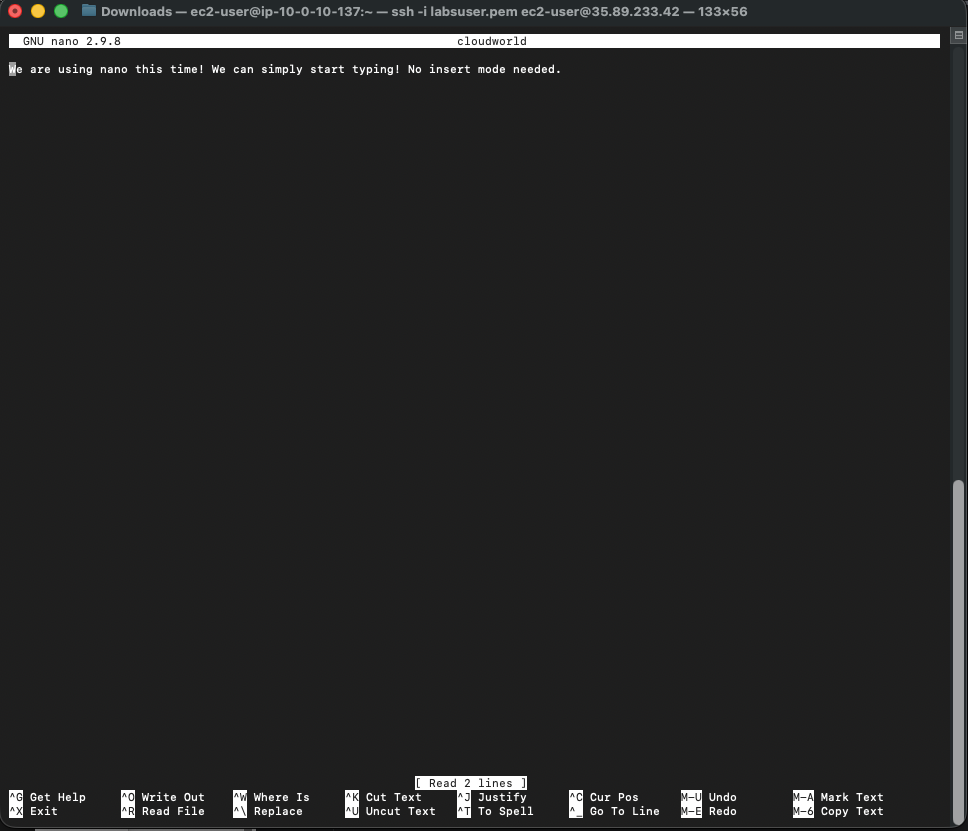 Downloads — ec2-user@ip-10-0-10-137:~ — ssh -i labsuser.pem ec2-user@35.89.233.42 — 133×56
GNU nano 2.9.8 cloudworld
We are using nano this time! We can simply start typing! No insert mode needed.
[ Read 2 lines ]
^G Get Help ^O Write Out ^W Where Is ^K Cut Text ^J Justify ^C Cur Pos M-U Undo M-A Mark Text
^X Exit ^R Read File ^\ Replace ^U Uncut Text ^T To Spell ^_ Go To Line M-E Redo M-6 Copy Text